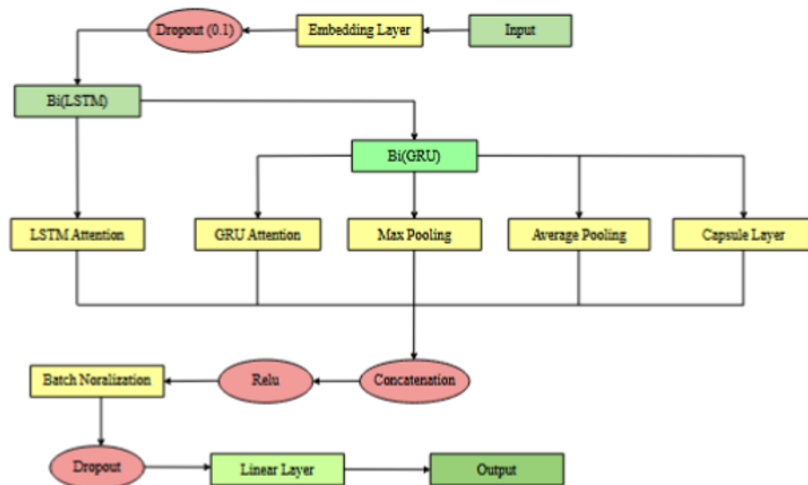 Dropout (0.1)
Embedding Layer
Input
Bi(LSTM)
Bi(GRU)
LSTM Attention
GRU Attention
Max Pooling
Average Pooling
Capsule Layer
Batch Noralization
Relu
Concatenation
Dropout
Linear Layer
Output